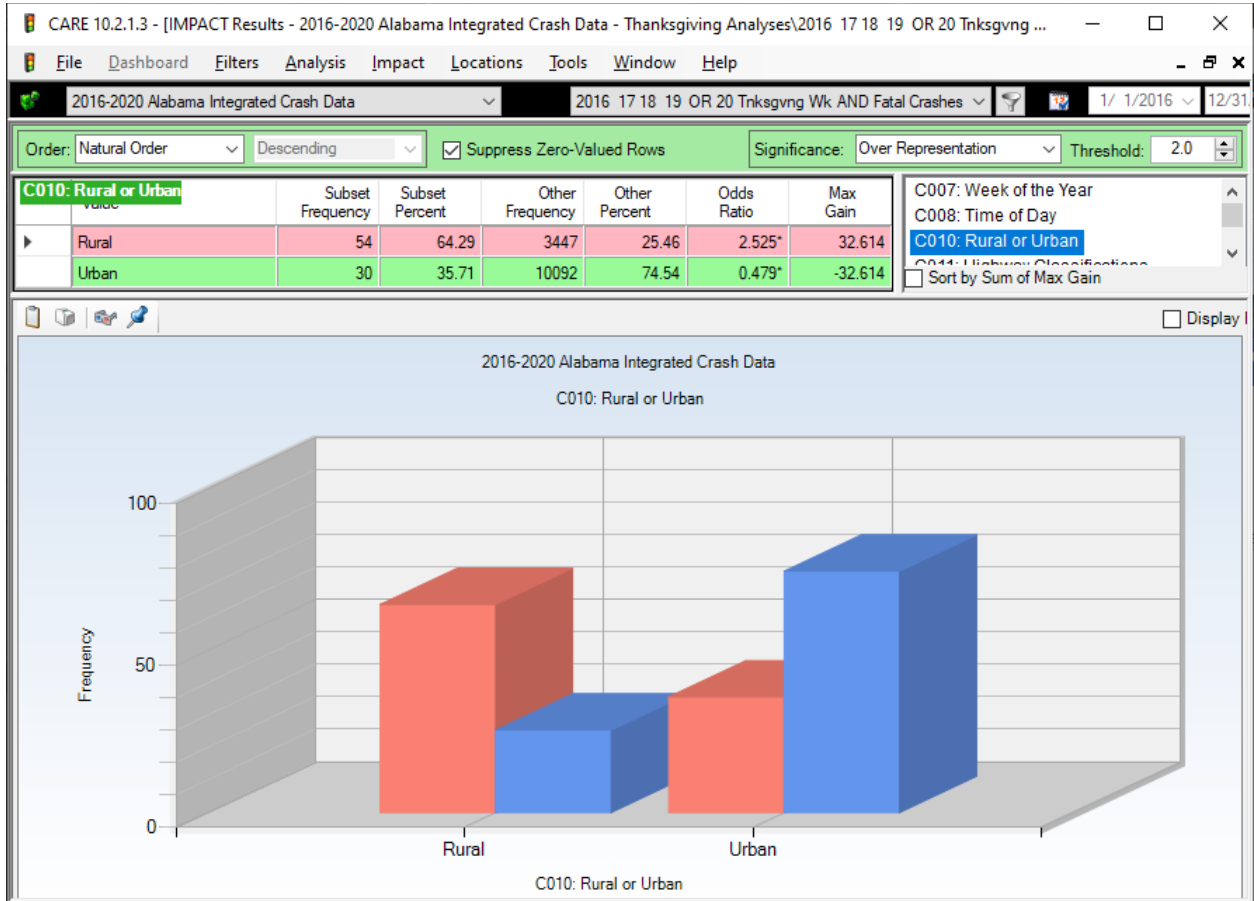 CARE 10.2.1.3 - [IMPACT Results - 2016-2020 Alabama Integrated Crash Data - Thanksgiving Analyses\2016 17 18 19 OR 20 Tnksgvng ...
File Dashboard Filters Analysis Impact Locations Tools Window Help
2016-2020 Alabama Integrated Crash Data 2016 17 18 19 OR 20 Tnksgvng Wk AND Fatal Crashes 1/ 1/2016 12/31.
Order: Natural Order Descending Suppress Zero-Valued Rows Significance: Over Representation Threshold: 2.0
C010: Rural or Urban
Subset Frequency Subset Percent Other Frequency Other Percent Odds Ratio Max Gain
Rural 54 64.29 3447 25.46 2.525* 32.614
Urban 30 35.71 10092 74.54 0.479* -32.614
C007: Week of the Year
C008: Time of Day
C010: Rural or Urban
Sort by Sum of Max Gain
Display
2016-2020 Alabama Integrated Crash Data
C010: Rural or Urban
100
50
0
Frequency
Rural Urban
C010: Rural or Urban